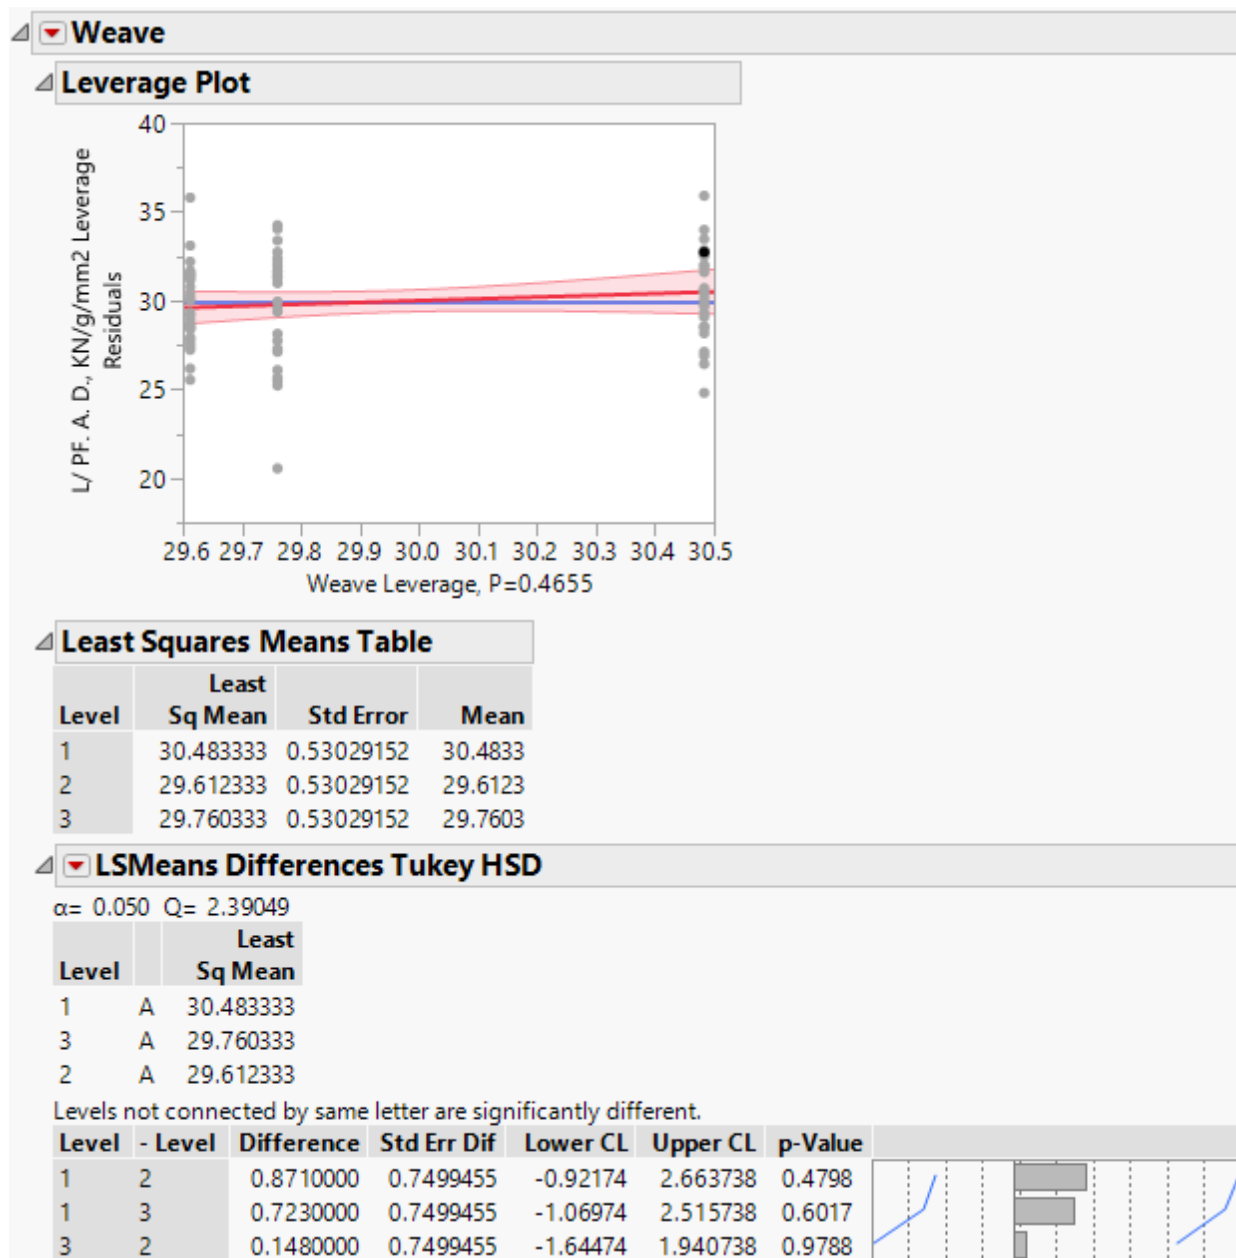 Weave
Leverage Plot
40
35
30
25
20
L/ PF. A. D., KN/g/mm2 Leverage
Residuals
29.6 29.7 29.8 29.9 30.0 30.1 30.2 30.3 30.4 30.5
Weave Leverage, P=0.4655
Least Squares Means Table
Least
Level Sq Mean Std Error Mean
1 30.483333 0.53029152 30.4833
2 29.612333 0.53029152 29.6123
3 29.760333 0.53029152 29.7603
LSMeans Differences Tukey HSD
α= 0.050 Q= 2.39049
Least
Level Sq Mean
1 A 30.483333
3 A 29.760333
2 A 29.612333
Levels not connected by same letter are significantly different.
Level - Level Difference Std Err Dif Lower CL Upper CL p-Value
1 2 0.8710000 0.7499455 -0.92174 2.663738 0.4798
1 3 0.7230000 0.7499455 -1.06974 2.515738 0.6017
3 2 0.1480000 0.7499455 -1.64474 1.940738 0.9788